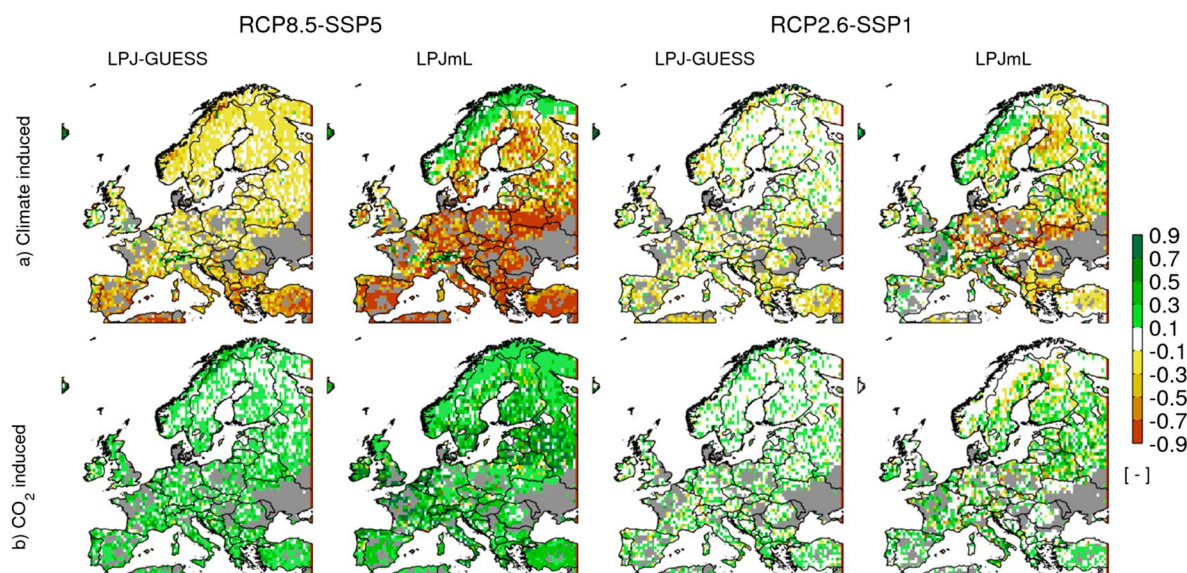 RCP8.5-SSP5
RCP2.6-SSP1
LPJ-GUESS
LPJmL
LPJ-GUESS
LPJmL
a) Climate induced
b) CO₂ induced
0.9
0.7
0.5
0.3
0.1
-0.1
-0.3
-0.5
-0.7
-0.9
[ - ]